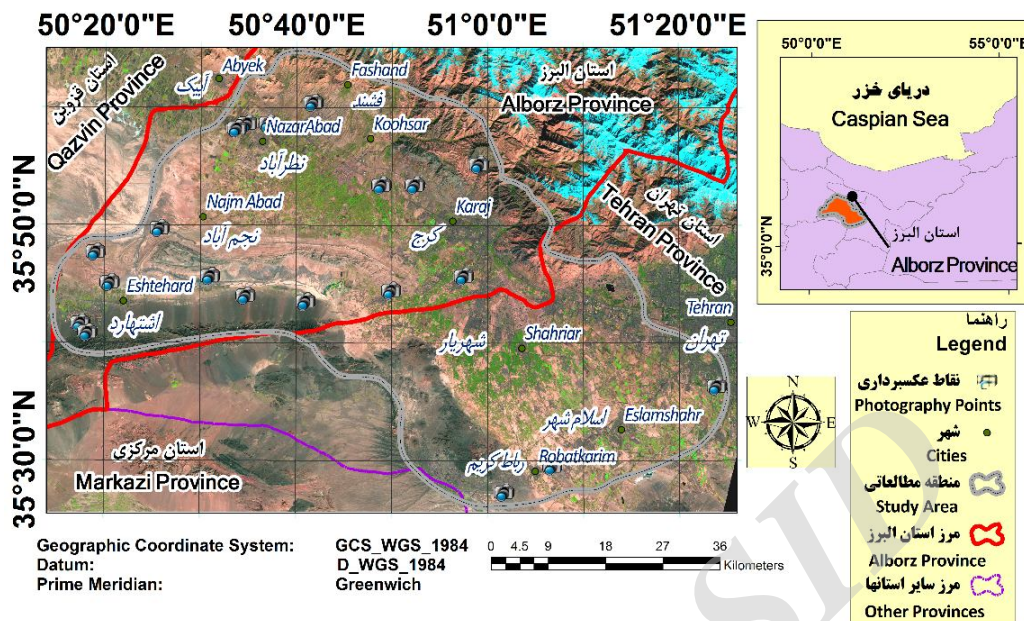 50°20'0"E 50°40'0"E 51°0'0"E 51°20'0"E
35°50'0"N
35°30'0"N
استان قزوین
Qazvin Province
Abyek
آبیک
Fashand
فشند
استان البرز
Alborz Province
NazarAbad
نظرآباد
Koohsar
استان تهران
Tehran Province
Najm Abad
نجم آباد
Karaj
کرج
Eshtehard
اشتهارد
Shahriar
شهریار
Tehran
تهران
اسلام شهر
Eslamshahr
رباط کریم
Robatkarim
استان مرکزی
Markazi Province
50°0'0"E 55°0'0"E
35°0'0"N
دریای خزر
Caspian Sea
استان البرز
Alborz Province
N
W E
S
راهنما
Legend
نقاط عکسبرداری
Photography Points
شهر
Cities
منطقه مطالعاتی
Study Area
مرز استان البرز
Alborz Province
مرز سایر استانها
Other Provinces
Geographic Coordinate System: GCS_WGS_1984
Datum: D_WGS_1984
Prime Meridian: Greenwich
0 4.5 9 18 27 36
Kilometers
SID